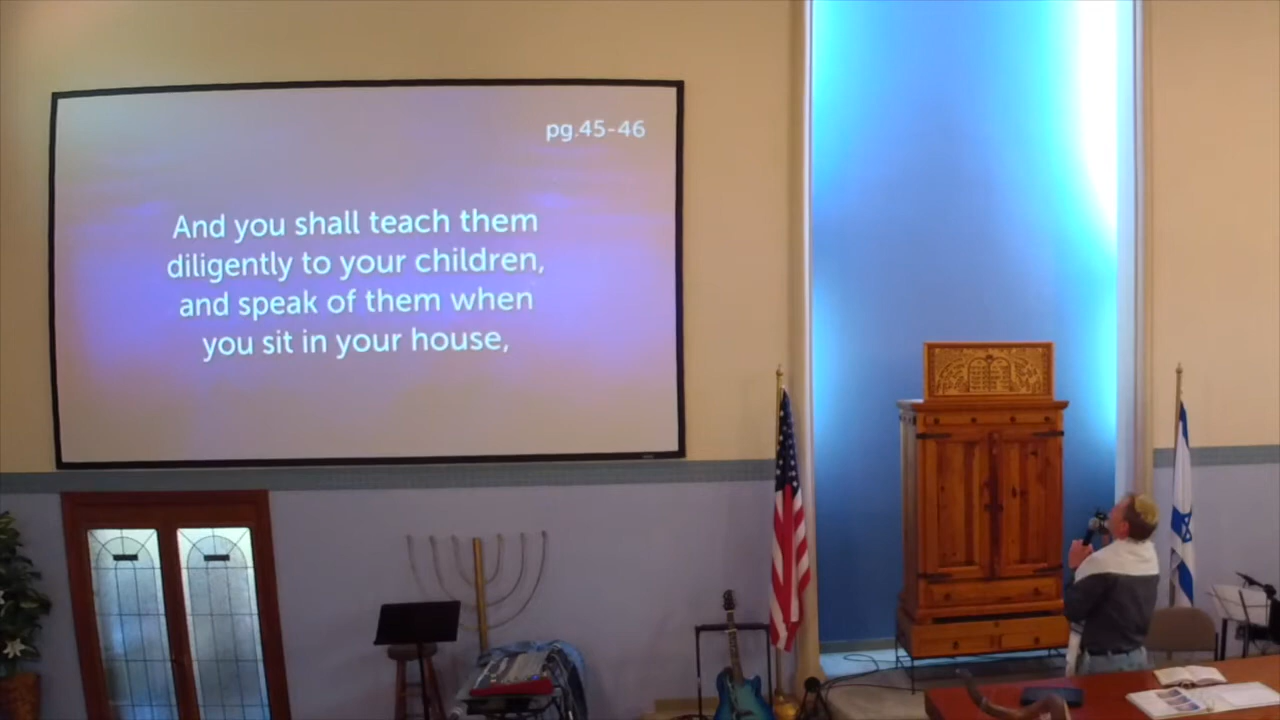 pg.45-46
And you shall teach them
diligently to your children,
and speak of them when
you sit in your house,